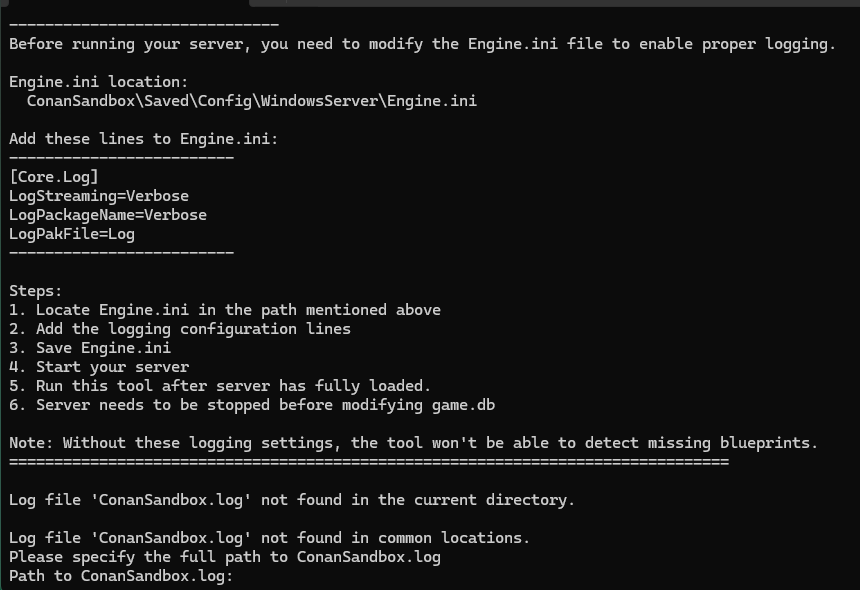 ------------------------------
Before running your server, you need to modify the Engine.ini file to enable proper logging.
Engine.ini location:
ConanSandbox\Saved\Config\WindowsServer\Engine.ini
Add these lines to Engine.ini:
-------------------------
[Core.Log]
LogStreaming=Verbose
LogPackageName=Verbose
LogPakFile=Log
-------------------------
Steps:
1. Locate Engine.ini in the path mentioned above
2. Add the logging configuration lines
3. Save Engine.ini
4. Start your server
5. Run this tool after server has fully loaded.
6. Server needs to be stopped before modifying game.db
Note: Without these logging settings, the tool won't be able to detect missing blueprints.
================================================================================
Log file 'ConanSandbox.log' not found in the current directory.
Log file 'ConanSandbox.log' not found in common locations.
Please specify the full path to ConanSandbox.log
Path to ConanSandbox.log: